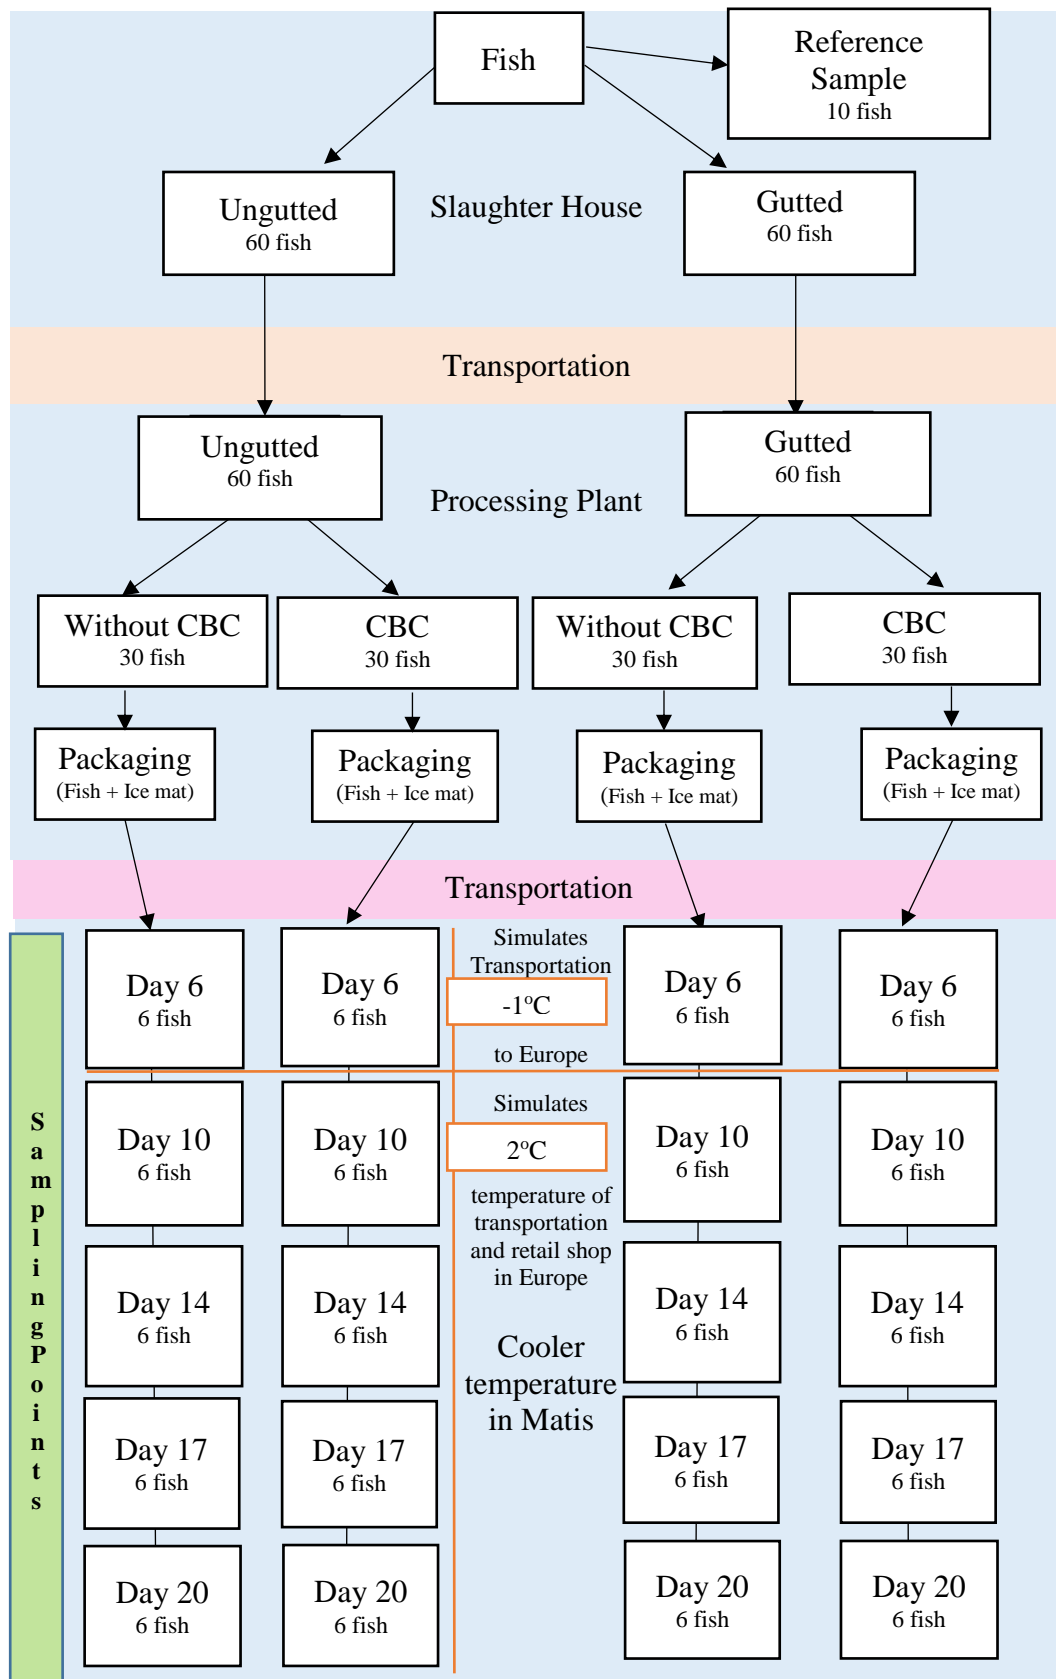 Fish
Reference
Sample
10 fish
Ungutted
60 fish
Slaughter House
Gutted
60 fish
Transportation
Ungutted
60 fish
Processing Plant
Gutted
60 fish
Without CBC
30 fish
CBC
30 fish
Without CBC
30 fish
CBC
30 fish
Packaging
(Fish + Ice mat)
Packaging
(Fish + Ice mat)
Packaging
(Fish + Ice mat)
Packaging
(Fish + Ice mat)
Transportation
Sampling Points
Day 6
6 fish
Day 6
6 fish
Simulates
Transportation
-1°C
to Europe
Day 6
6 fish
Day 6
6 fish
Day 10
6 fish
Day 10
6 fish
Simulates
2°C
temperature of
transportation
and retail shop
in Europe
Day 10
6 fish
Day 10
6 fish
Day 14
6 fish
Day 14
6 fish
Cooler
temperature
in Matis
Day 14
6 fish
Day 14
6 fish
Day 17
6 fish
Day 17
6 fish
Day 17
6 fish
Day 17
6 fish
Day 20
6 fish
Day 20
6 fish
Day 20
6 fish
Day 20
6 fish